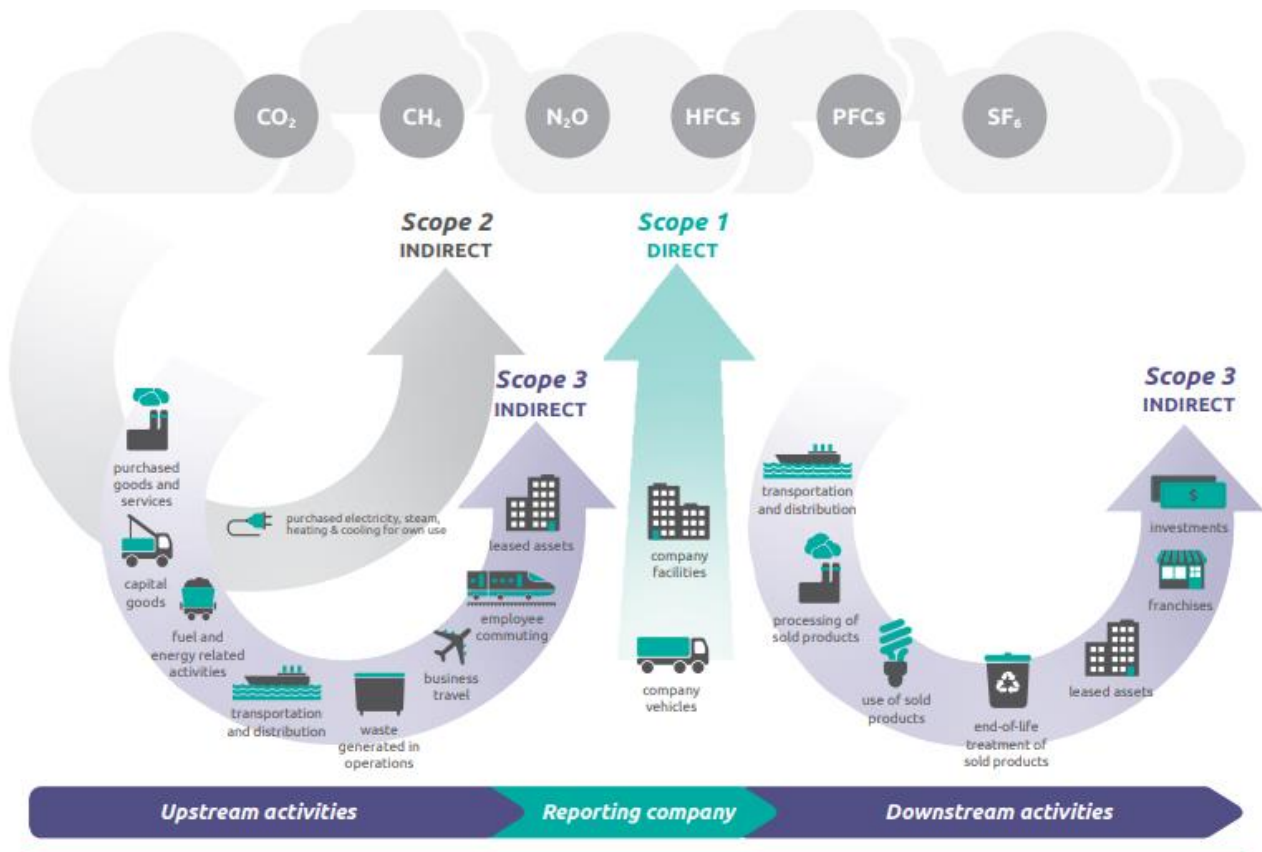 CO₂
CH₄
N₂O
HFCs
PFCs
SF₆
Scope 2
INDIRECT
Scope 1
DIRECT
Scope 3
INDIRECT
Scope 3
INDIRECT
purchased
goods and
services
capital
goods
fuel and
energy related
activities
transportation
and distribution
waste
generated in
operations
business
travel
employee
commuting
leased assets
purchased electricity, steam,
heating & cooling for own use
company
facilities
company
vehicles
transportation
and distribution
processing of
sold products
use of sold
products
end-of-life
treatment of
sold products
leased assets
franchises
$
investments
Upstream activities
Reporting company
Downstream activities